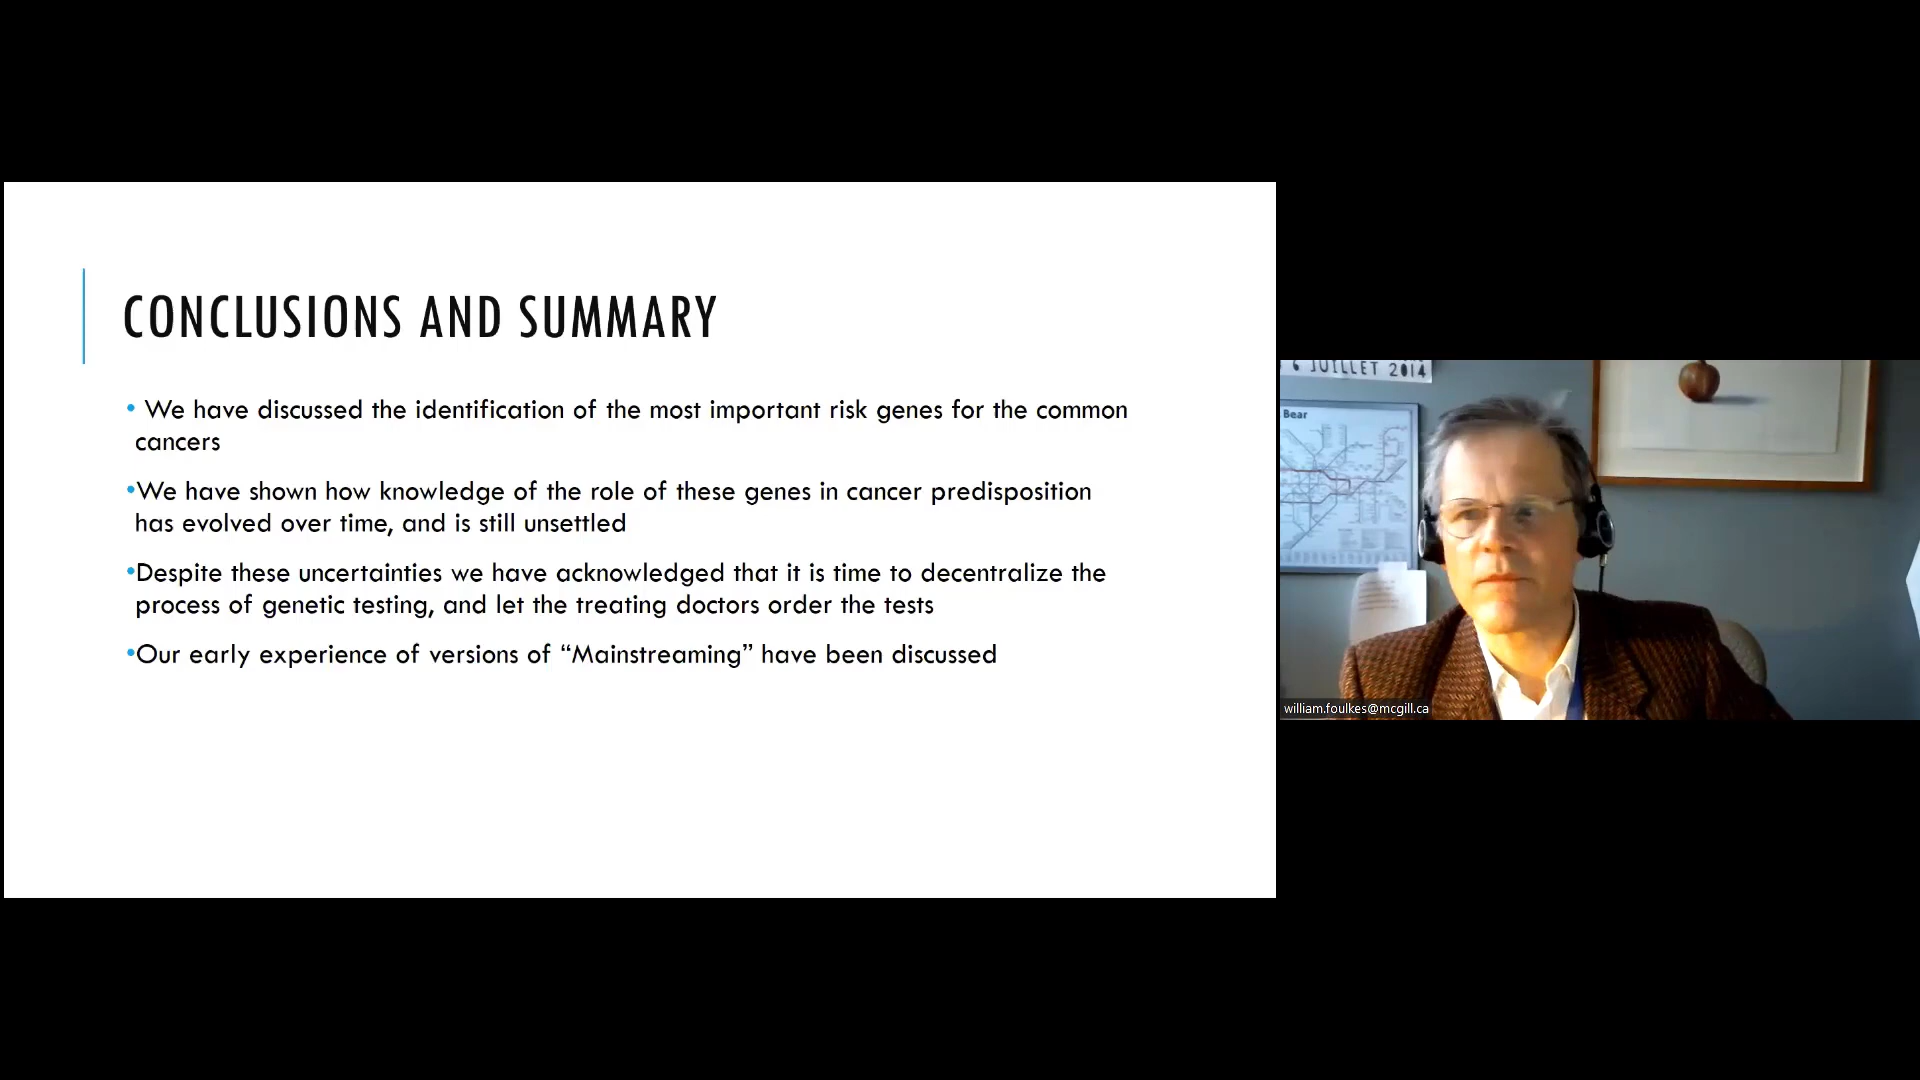 CONCLUSIONS AND SUMMARY
• We have discussed the identification of the most important risk genes for the common
cancers
•We have shown how knowledge of the role of these genes in cancer predisposition
has evolved over time, and is still unsettled
•Despite these uncertainties we have acknowledged that it is time to decentralize the
process of genetic testing, and let the treating doctors order the tests
•Our early experience of versions of “Mainstreaming” have been discussed
6 JUILLET 2014
Bear
william.foulkes@mcgill.ca